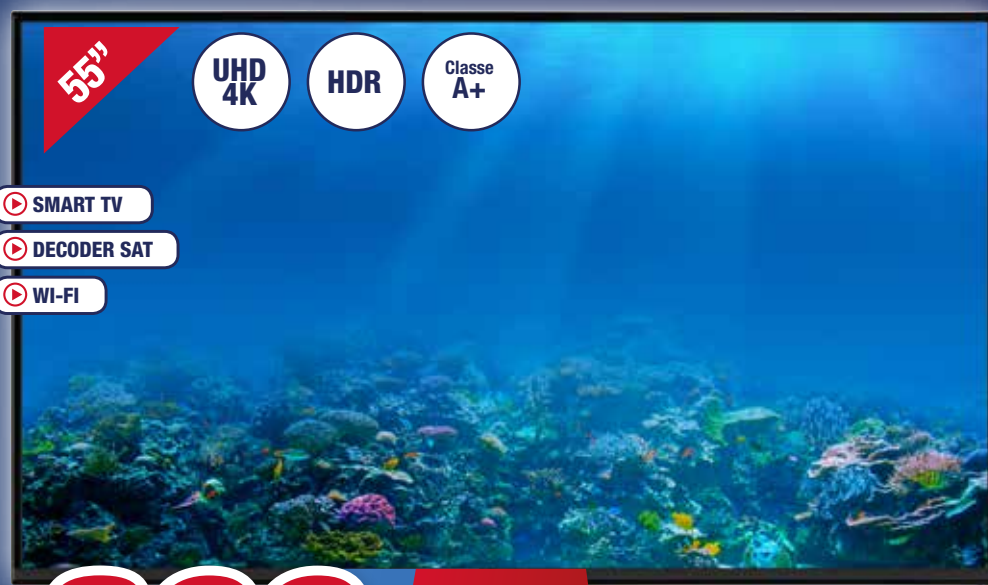 55”
UHD
4K
HDR
Classe
A+
SMART TV
DECODER SAT
WI-FI